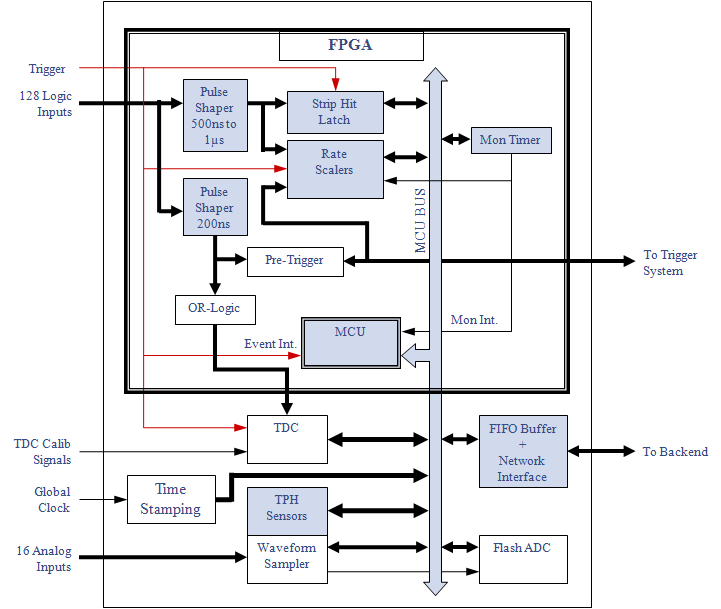 FPGA
Trigger
128 Logic
Inputs
Pulse
Shaper
500ns to
1µs
Strip Hit
Latch
Rate
Scalers
Mon Timer
Pulse
Shaper
200ns
MCU BUS
Pre-Trigger
To Trigger
System
OR-Logic
MCU
Mon Int.
Event Int.
TDC
FIFO Buffer
+
Network
Interface
TDC Calib
Signals
To Backend
Global
Clock
Time
Stamping
TPH
Sensors
16 Analog
Inputs
Waveform
Sampler
Flash ADC